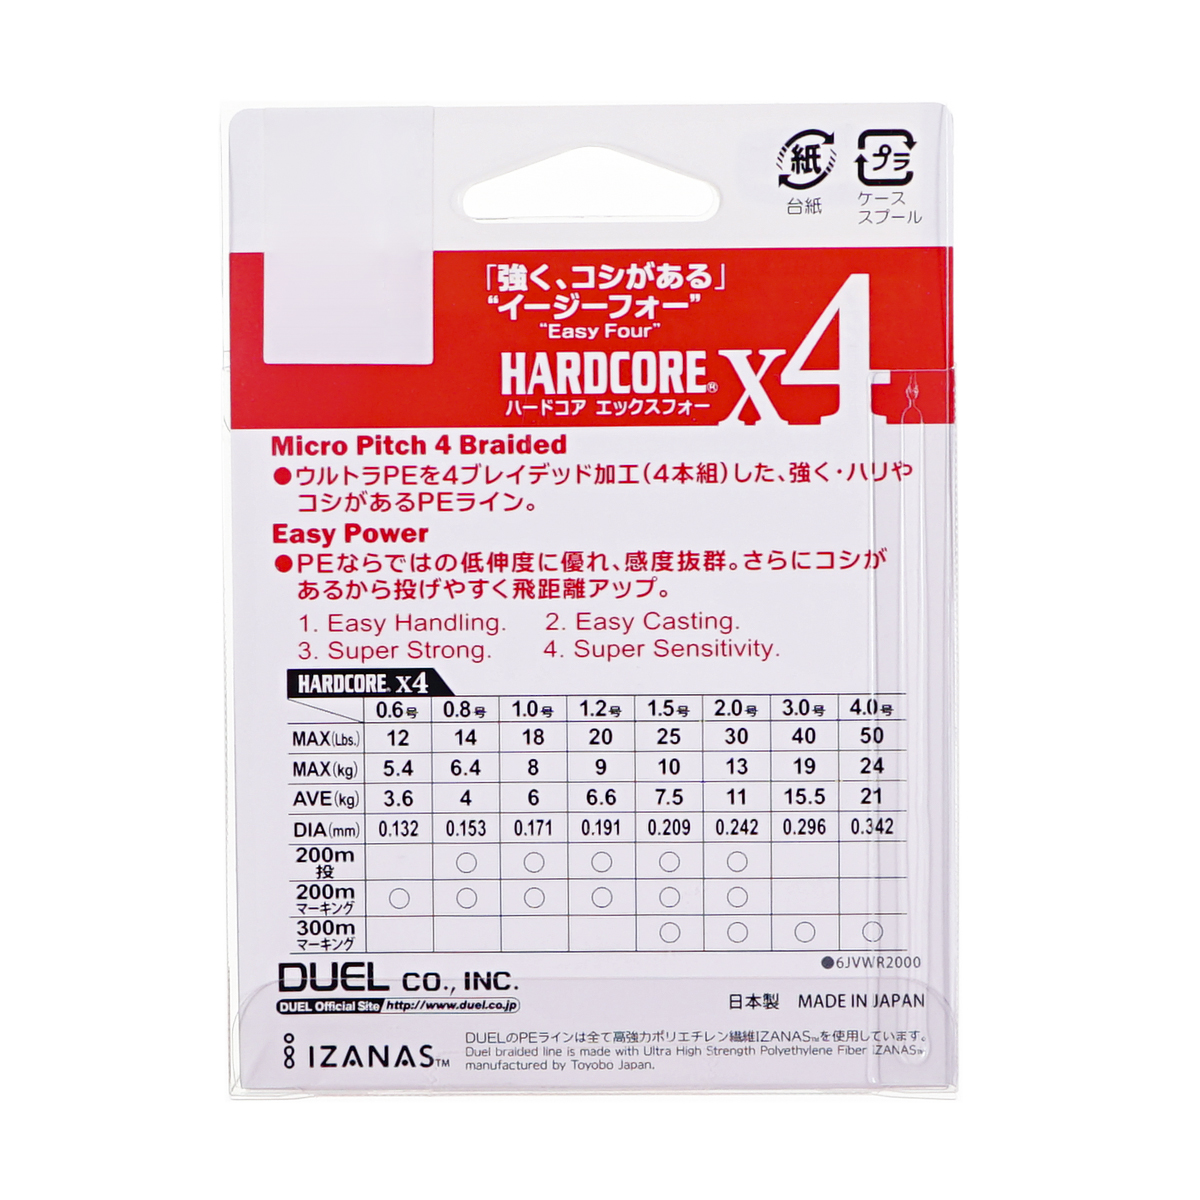 紙
プラ
台紙
ケース
スプール
「強く、コシがある」
“イージーフォー”
“Easy Four”
HARDCORE® X4
ハードコア エックスフォー
Micro Pitch 4 Braided
●ウルトラPEを4ブレイデッド加工(4本組)した、強く・ハリや
コシがあるPEライン。
Easy Power
●PEならではの低伸度に優れ、感度抜群。さらにコシが
あるから投げやすく飛距離アップ。
1. Easy Handling. 2. Easy Casting.
3. Super Strong. 4. Super Sensitivity.
HARDCORE® X4
0.6号 0.8号 1.0号 1.2号 1.5号 2.0号 3.0号 4.0号
MAX(Lbs.) 12 14 18 20 25 30 40 50
MAX(kg) 5.4 6.4 8 9 10 13 19 24
AVE(kg) 3.6 4 6 6.6 7.5 11 15.5 21
DIA(mm) 0.132 0.153 0.171 0.191 0.209 0.242 0.296 0.342
200m ○ ○ ○ ○ ○
投
200m ○ ○ ○ ○ ○ ○
マーキング
300m ○ ○ ○ ○
マーキング
●6JVWR2000
DUEL CO., INC.
DUEL Official Site http://www.duel.co.jp
日本製 MADE IN JAPAN
IZANAS™
DUELのPEラインは全て高強力ポリエチレン繊維IZANAS™を使用しています。
Duel braided line is made with Ultra High Strength Polyethylene Fiber IZANAS™
manufactured by Toyobo Japan.